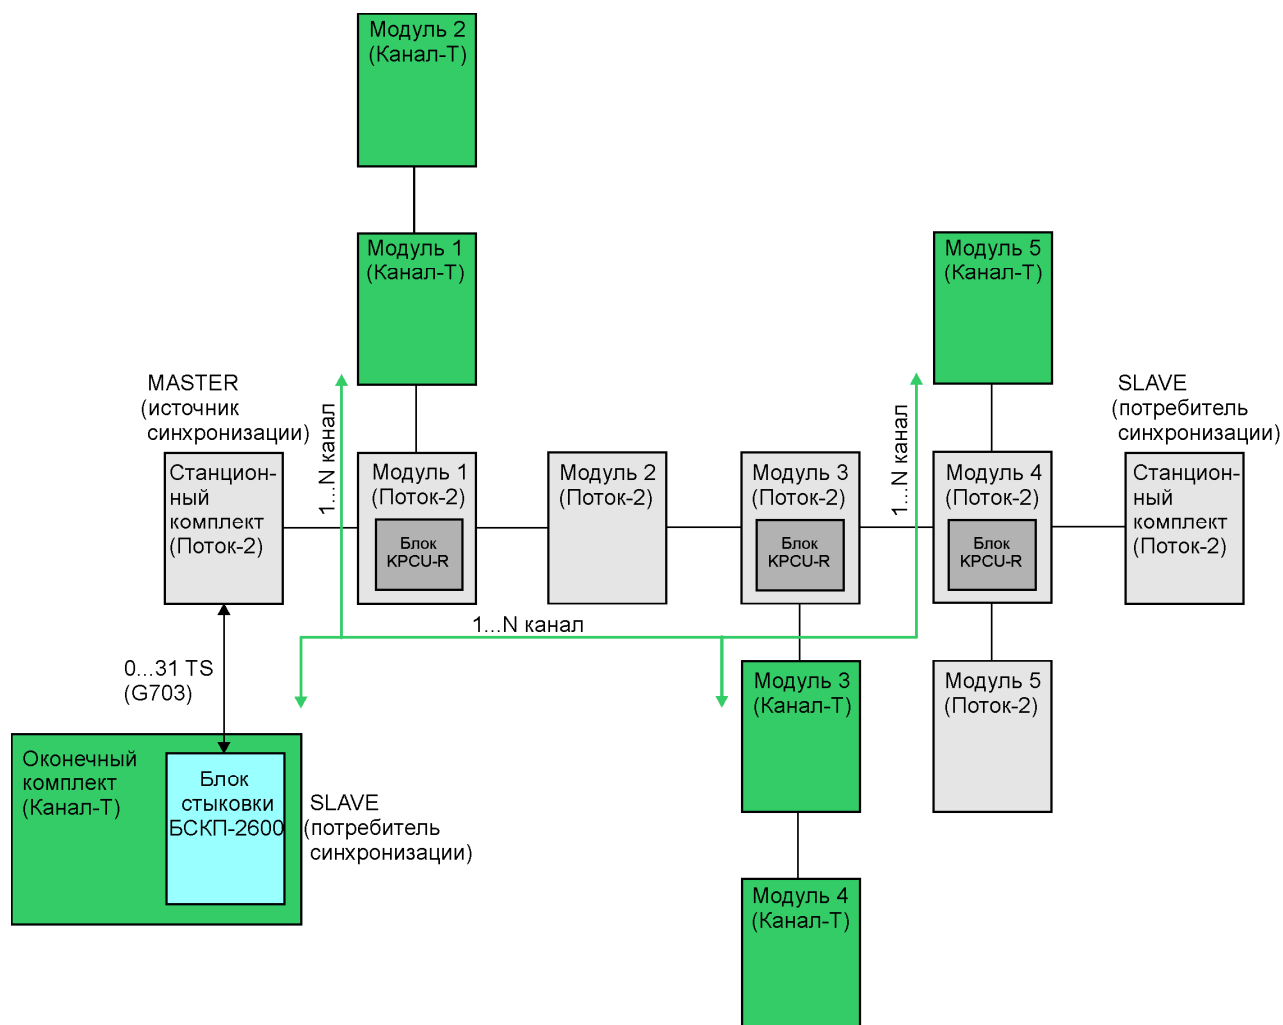 Модуль 2
(Канал-Т)
Модуль 1
(Канал-Т)
Модуль 5
(Канал-Т)
MASTER
(источник
синхронизации)
1...N канал
1...N канал
SLAVE
(потребитель
синхронизации)
Станцион-
ный
комплект
(Поток-2)
Модуль 1
(Поток-2)
Блок
KPCU-R
Модуль 2
(Поток-2)
Модуль 3
(Поток-2)
Блок
KPCU-R
Модуль 4
(Поток-2)
Блок
KPCU-R
Станцион-
ный
комплект
(Поток-2)
1...N канал
0...31 TS
(G703)
Модуль 3
(Канал-Т)
Модуль 5
(Поток-2)
Оконечный
комплект
(Канал-Т)
Блок
стыковки
БСКП-2600
SLAVE
(потребитель
синхронизации)
Модуль 4
(Канал-Т)